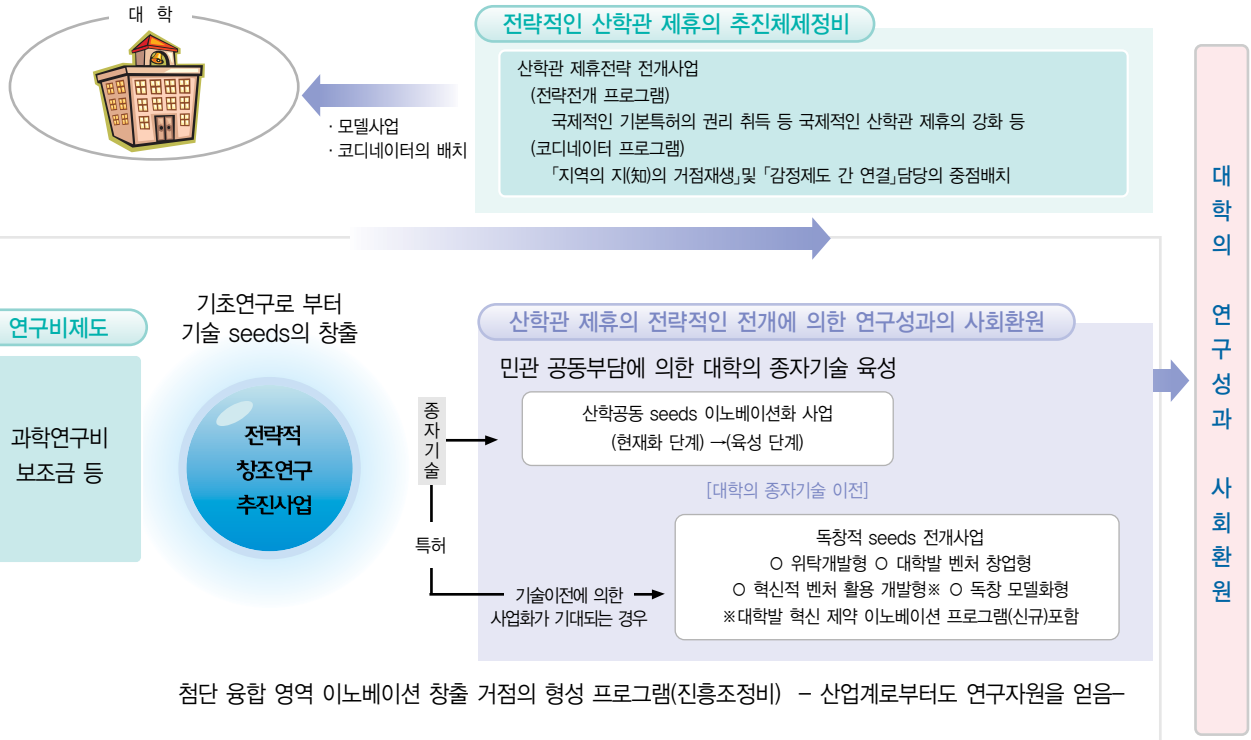 대 학
· 모델사업
· 코디네이터의 배치
전략적인 산학관 제휴의 추진체제정비
산학관 제휴전략 전개사업
(전략전개 프로그램)
국제적인 기본특허의 권리 취득 등 국제적인 산학관 제휴의 강화 등
(코디네이터 프로그램)
「지역의 지(知)의 거점재생」및 「감정제도 간 연결」담당의 중점배치
연구비제도
과학연구비
보조금 등
기초연구로 부터
기술 seeds의 창출
전략적
창조연구
추진사업
종자기술
특허
기술이전에 의한
사업화가 기대되는 경우
산학관 제휴의 전략적인 전개에 의한 연구성과의 사회환원
민관 공동부담에 의한 대학의 종자기술 육성
산학공동 seeds 이노베이션화 사업
(현재화 단계) →(육성 단계)
[대학의 종자기술 이전]
독창적 seeds 전개사업
O 위탁개발형 O 대학발 벤처 창업형
O 혁신적 벤처 활용 개발형※ O 독창 모델화형
※대학발 혁신 제약 이노베이션 프로그램(신규)포함
첨단 융합 영역 이노베이션 창출 거점의 형성 프로그램(진흥조정비) – 산업계로부터도 연구자원을 얻음–
대학의 연구성과 사회환원